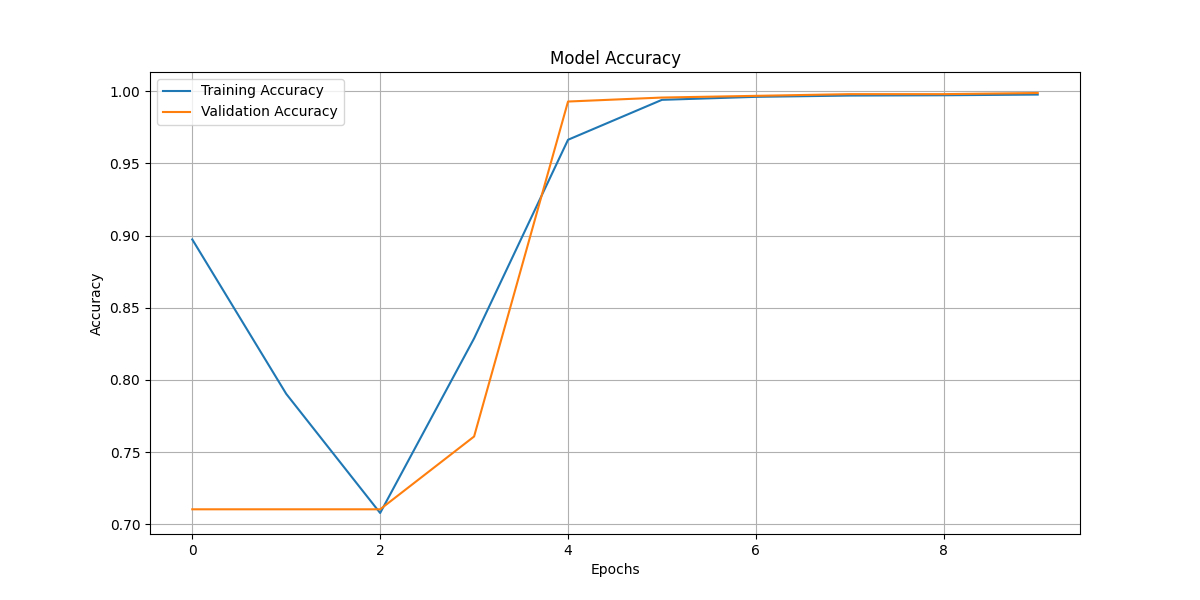 Model Accuracy
Training Accuracy
Validation Accuracy
1.00
0.95
0.90
0.85
0.80
0.75
0.70
Accuracy
0 2 4 6 8
Epochs